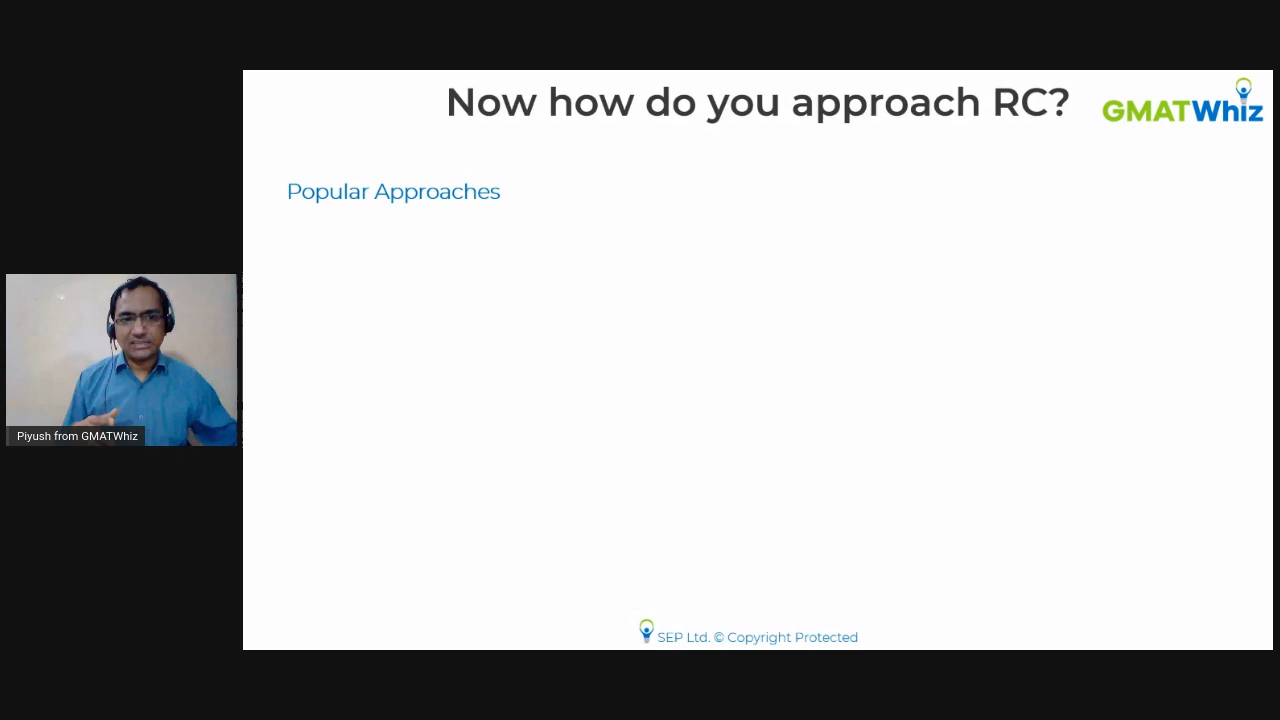 Now how do you approach RC?
GMATWhiz
Popular Approaches
Piyush from GMATWhiz
SEP Ltd. © Copyright Protected